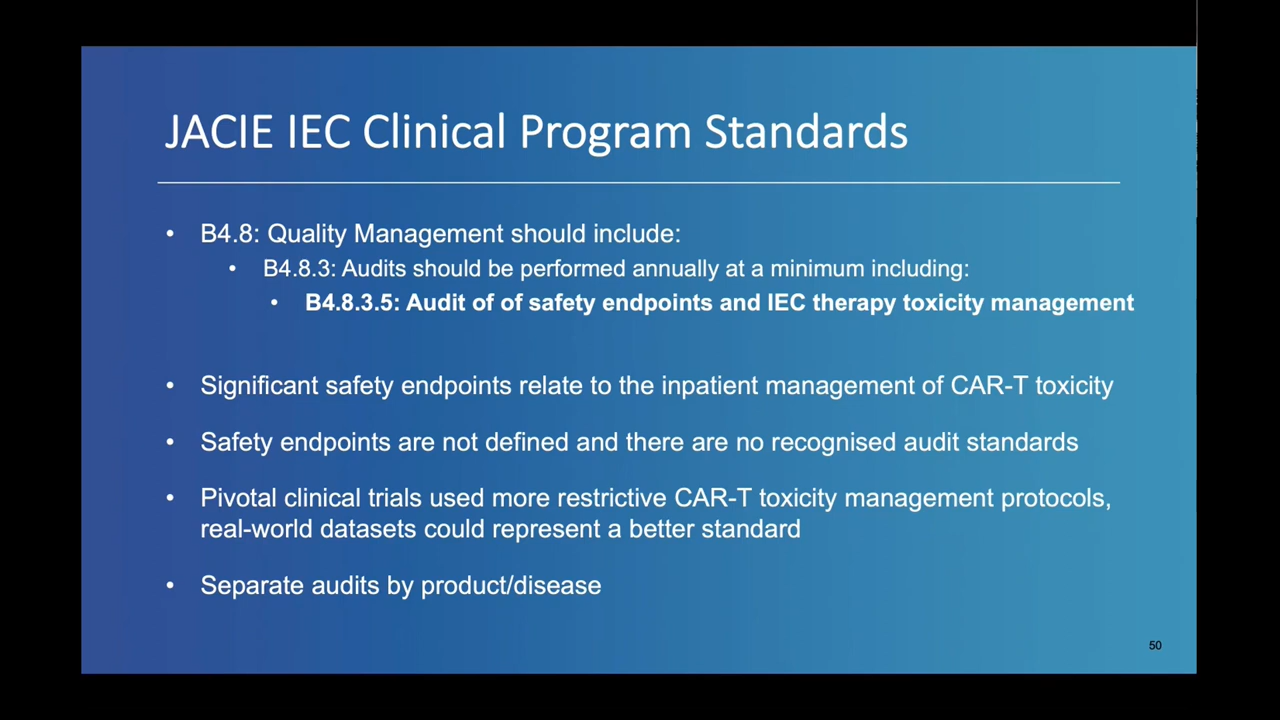 JACIE IEC Clinical Program Standards
• B4.8: Quality Management should include:
• B4.8.3: Audits should be performed annually at a minimum including:
• B4.8.3.5: Audit of of safety endpoints and IEC therapy toxicity management
• Significant safety endpoints relate to the inpatient management of CAR-T toxicity
• Safety endpoints are not defined and there are no recognised audit standards
• Pivotal clinical trials used more restrictive CAR-T toxicity management protocols,
real-world datasets could represent a better standard
• Separate audits by product/disease
50